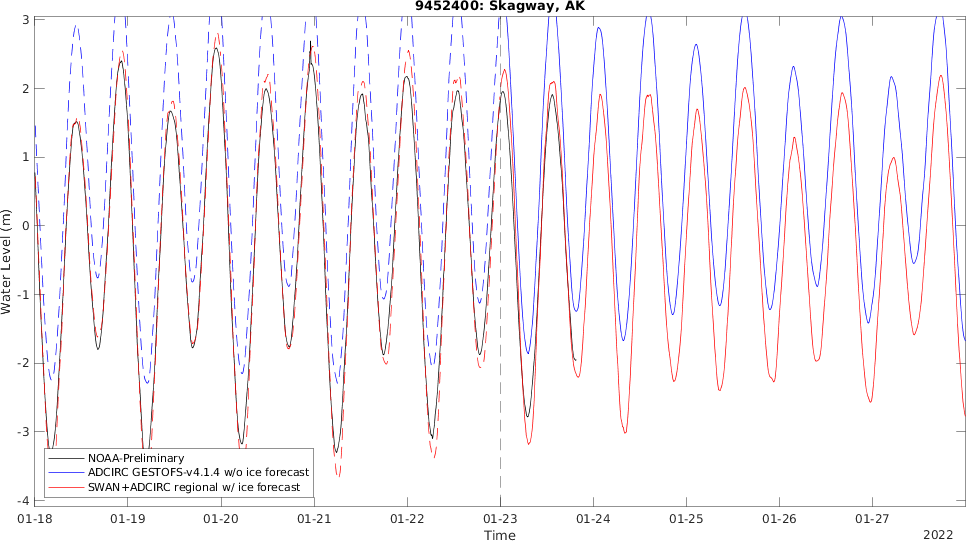 9452400: Skagway, AK
3
2
1
0
-1
-2
-3
-4
Water Level (m)
NOAA-Preliminary
ADCIRC GESTOFS-v4.1.4 w/o ice forecast
SWAN+ADCIRC regional w/ ice forecast
01-18 01-19 01-20 01-21 01-22 01-23 01-24 01-25 01-26 01-27
Time
2022